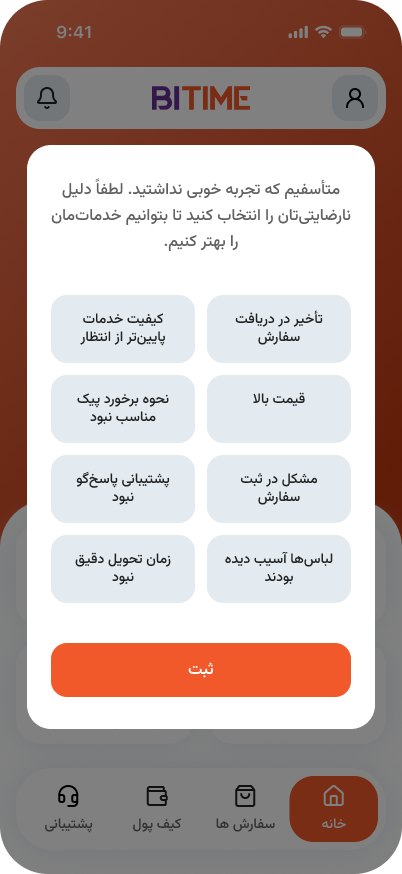 9:41
BITIME
متأسفیم که تجربه خوبی نداشتید. لطفاً دلیل
نارضایتی‌تان را انتخاب کنید تا بتوانیم خدمات‌مان
را بهتر کنیم.
تأخیر در دریافت
سفارش
کیفیت خدمات
پایین‌تر از انتظار
قیمت بالا
نحوه برخورد پیک
مناسب نبود
مشکل در ثبت
سفارش
پشتیبانی پاسخ‌گو
نبود
لباس‌ها آسیب دیده
بودند
زمان تحویل دقیق
نبود
ثبت
خانه
سفارش ها
کیف پول
پشتیبانی